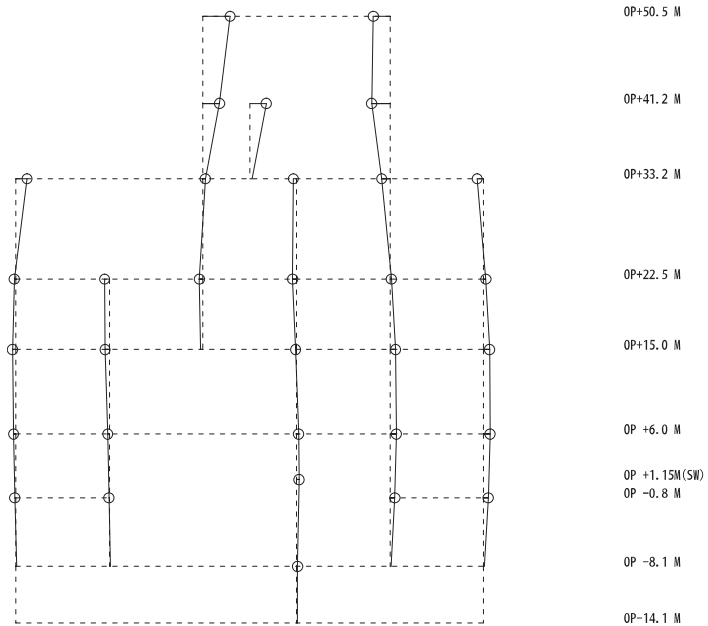 OP+50.5 M
OP+41.2 M
OP+33.2 M
OP+22.5 M
OP+15.0 M
OP +6.0 M
OP +1.15M(SW)
OP -0.8 M
OP -8.1 M
OP-14.1 M